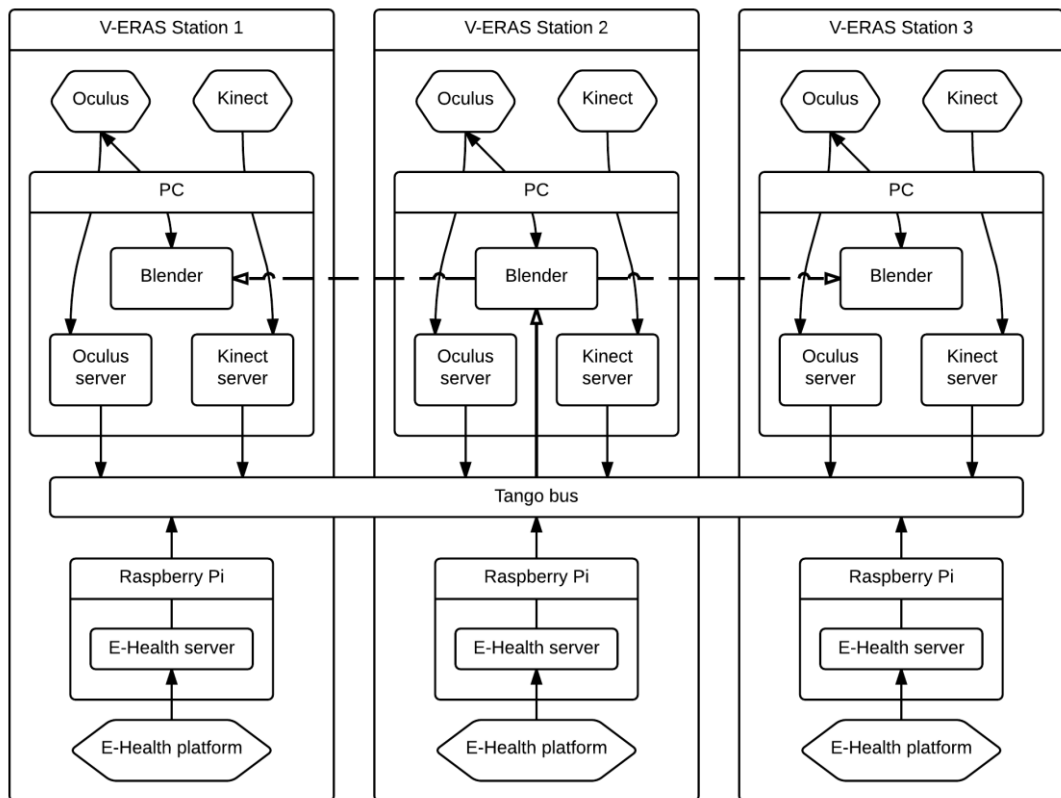 V-ERAS Station 1
V-ERAS Station 2
V-ERAS Station 3
Oculus
Kinect
Oculus
Kinect
Oculus
Kinect
PC
PC
PC
Blender
Blender
Blender
Oculus
server
Kinect
server
Oculus
server
Kinect
server
Oculus
server
Kinect
server
Tango bus
Raspberry Pi
Raspberry Pi
Raspberry Pi
E-Health server
E-Health server
E-Health server
E-Health platform
E-Health platform
E-Health platform